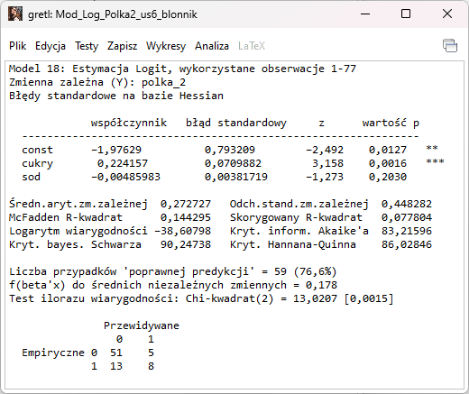 gretl: Mod_Log_Polka2_us6_blonnik
Plik Edycja Testy Zapisz Wykresy Analiza LaTeX
Model 18: Estymacja Logit, wykorzystane obserwacje 1-77
Zmienna zależna (Y): polka_2
Błędy standardowe na bazie Hessian
współczynnik błąd standardowy z wartość p
const −1,97629 0,793209 −2,492 0,0127 **
cukry 0,224157 0,0709882 3,158 0,0016 ***
sod −0,00485983 0,00381719 −1,273 0,2030
Średn.aryt.zm.zależnej 0,272727 Odch.stand.zm.zależnej 0,448282
McFadden R-kwadrat 0,144295 Skorygowany R-kwadrat 0,077804
Logarytm wiarygodności −38,60798 Kryt. inform. Akaike'a 83,21596
Kryt. bayes. Schwarza 90,24738 Kryt. Hannana-Quinna 86,02846
Liczba przypadków 'poprawnej predykcji' = 59 (76,6%)
f(beta'x) do średnich niezależnych zmiennych = 0,178
Test ilorazu wiarygodności: Chi-kwadrat(2) = 13,0207 [0,0015]
Przewidywane
0 1
Empiryczne 0 51 5
1 13 8